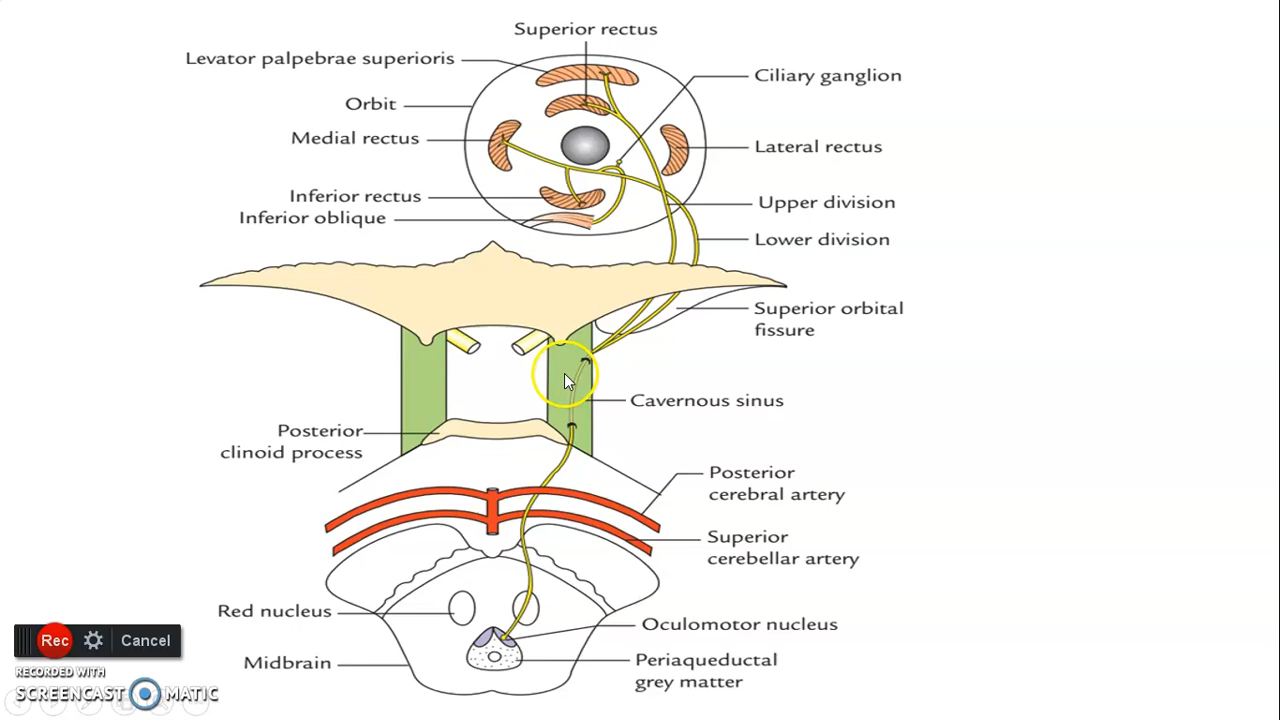 Superior rectus
Levator palpebrae superioris
Ciliary ganglion
Orbit
Medial rectus
Lateral rectus
Inferior rectus
Upper division
Inferior oblique
Lower division
Superior orbital
fissure
Cavernous sinus
Posterior
clinoid process
Posterior
cerebral artery
Superior
cerebellar artery
Red nucleus
Oculomotor nucleus
Rec Cancel
Midbrain
Periaqueductal
grey matter
RECORDED WITH
SCREENCAST MATIC